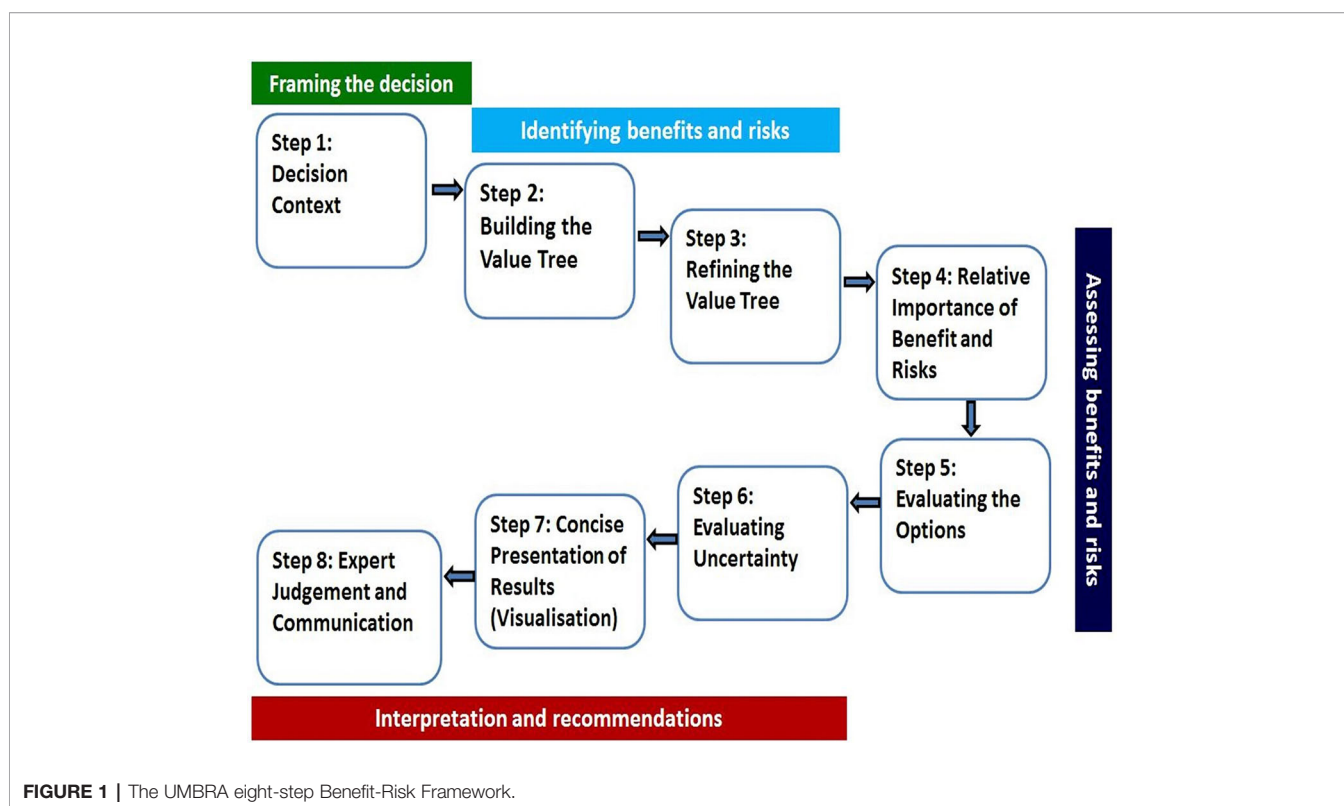 Framing the decision
Identifying benefits and risks
Step 1:
Decision
Context
Step 2:
Building the
Value Tree
Step 3:
Refining the
Value Tree
Step 4: Relative
Importance of
Benefit and
Risks
Assessing benefits and risks
Step 5:
Evaluating the
Options
Step 6:
Evaluating
Uncertainty
Step 7: Concise
Presentation of
Results
(Visualisation)
Step 8: Expert
Judgement and
Communication
Interpretation and recommendations
FIGURE 1 | The UMBRA eight-step Benefit-Risk Framework.